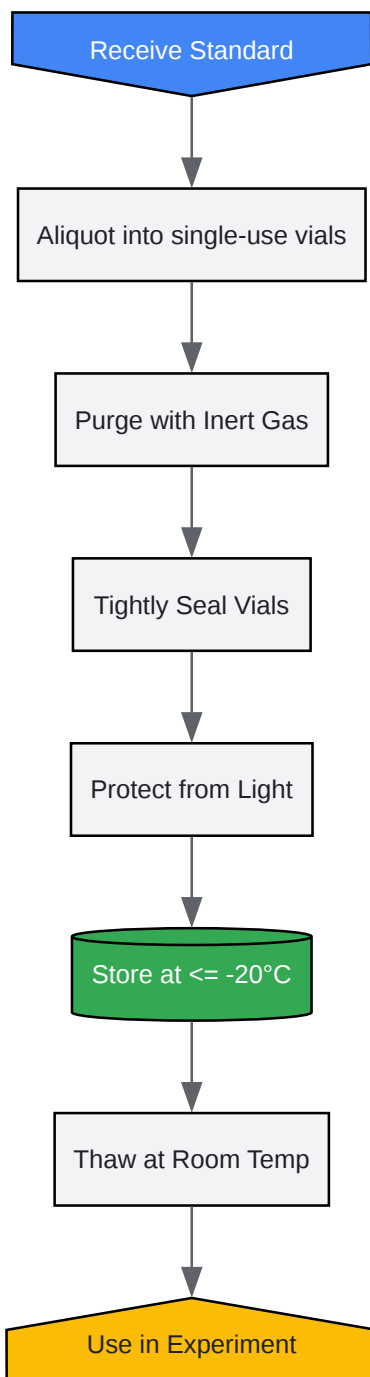 Receive Standard
Aliquot into single-use vials
Purge with Inert Gas
Tightly Seal Vials
Protect from Light
Store at <= -20°C
Thaw at Room Temp
Use in Experiment